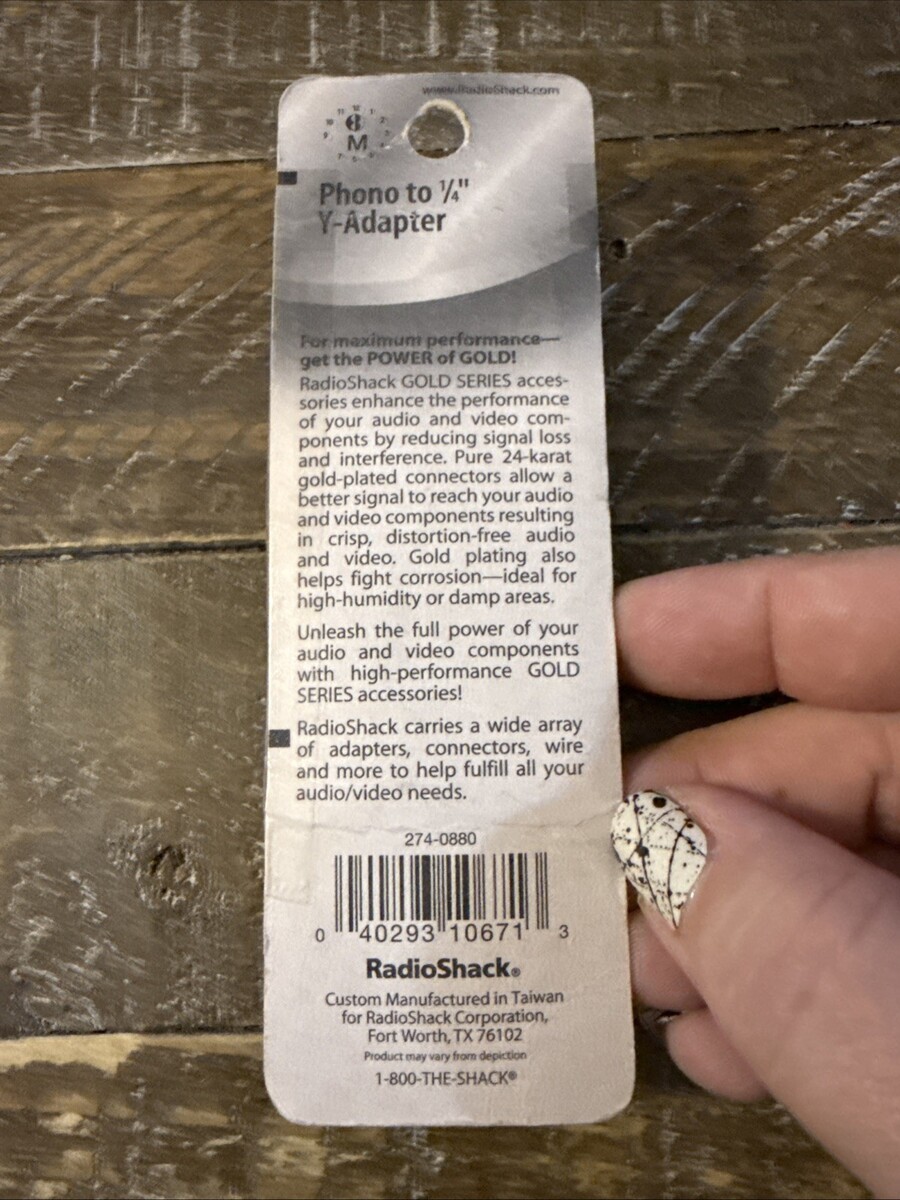 www.RadioShack.com
M
Phono to ¼"
Y-Adapter
For maximum performance—
get the POWER of GOLD!
RadioShack GOLD SERIES acces-
sories enhance the performance
of your audio and video com-
ponents by reducing signal loss
and interference. Pure 24-karat
gold-plated connectors allow a
better signal to reach your audio
and video components resulting
in crisp, distortion-free audio
and video. Gold plating also
helps fight corrosion—ideal for
high-humidity or damp areas.
Unleash the full power of your
audio and video components
with high-performance GOLD
SERIES accessories!
RadioShack carries a wide array
of adapters, connectors, wire
and more to help fulfill all your
audio/video needs.
274-0880
0 40293 10671 3
RadioShack®
Custom Manufactured in Taiwan
for RadioShack Corporation,
Fort Worth, TX 76102
Product may vary from depiction
1-800-THE-SHACK®